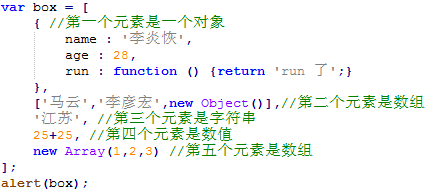 var box = [
{ //第一个元素是一个对象
name : '李炎恢',
age : 28,
run : function () {return 'run 了';}
},
['马云','李彦宏',new Object()],//第二个元素是数组
'江苏', //第三个元素是字符串
25+25, //第四个元素是数值
new Array(1,2,3) //第五个元素是数组
];
alert(box);